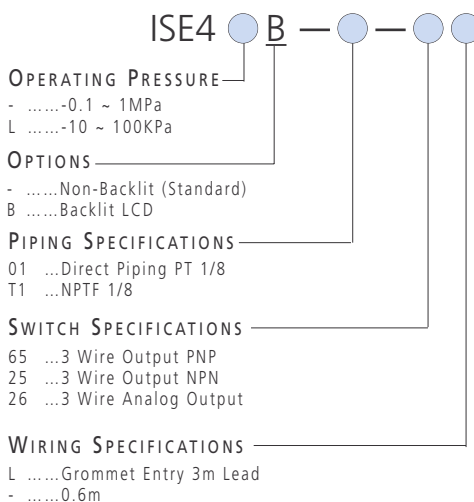 ISE4 B — —
OPERATING PRESSURE
- ......-0.1 ~ 1MPa
L ......-10 ~ 100KPa
OPTIONS
- ......Non-Backlit (Standard)
B ......Backlit LCD
PIPING SPECIFICATIONS
01 ...Direct Piping PT 1/8
T1 ...NPTF 1/8
SWITCH SPECIFICATIONS
65 ...3 Wire Output PNP
25 ...3 Wire Output NPN
26 ...3 Wire Analog Output
WIRING SPECIFICATIONS
L ......Grommet Entry 3m Lead
- ......0.6m